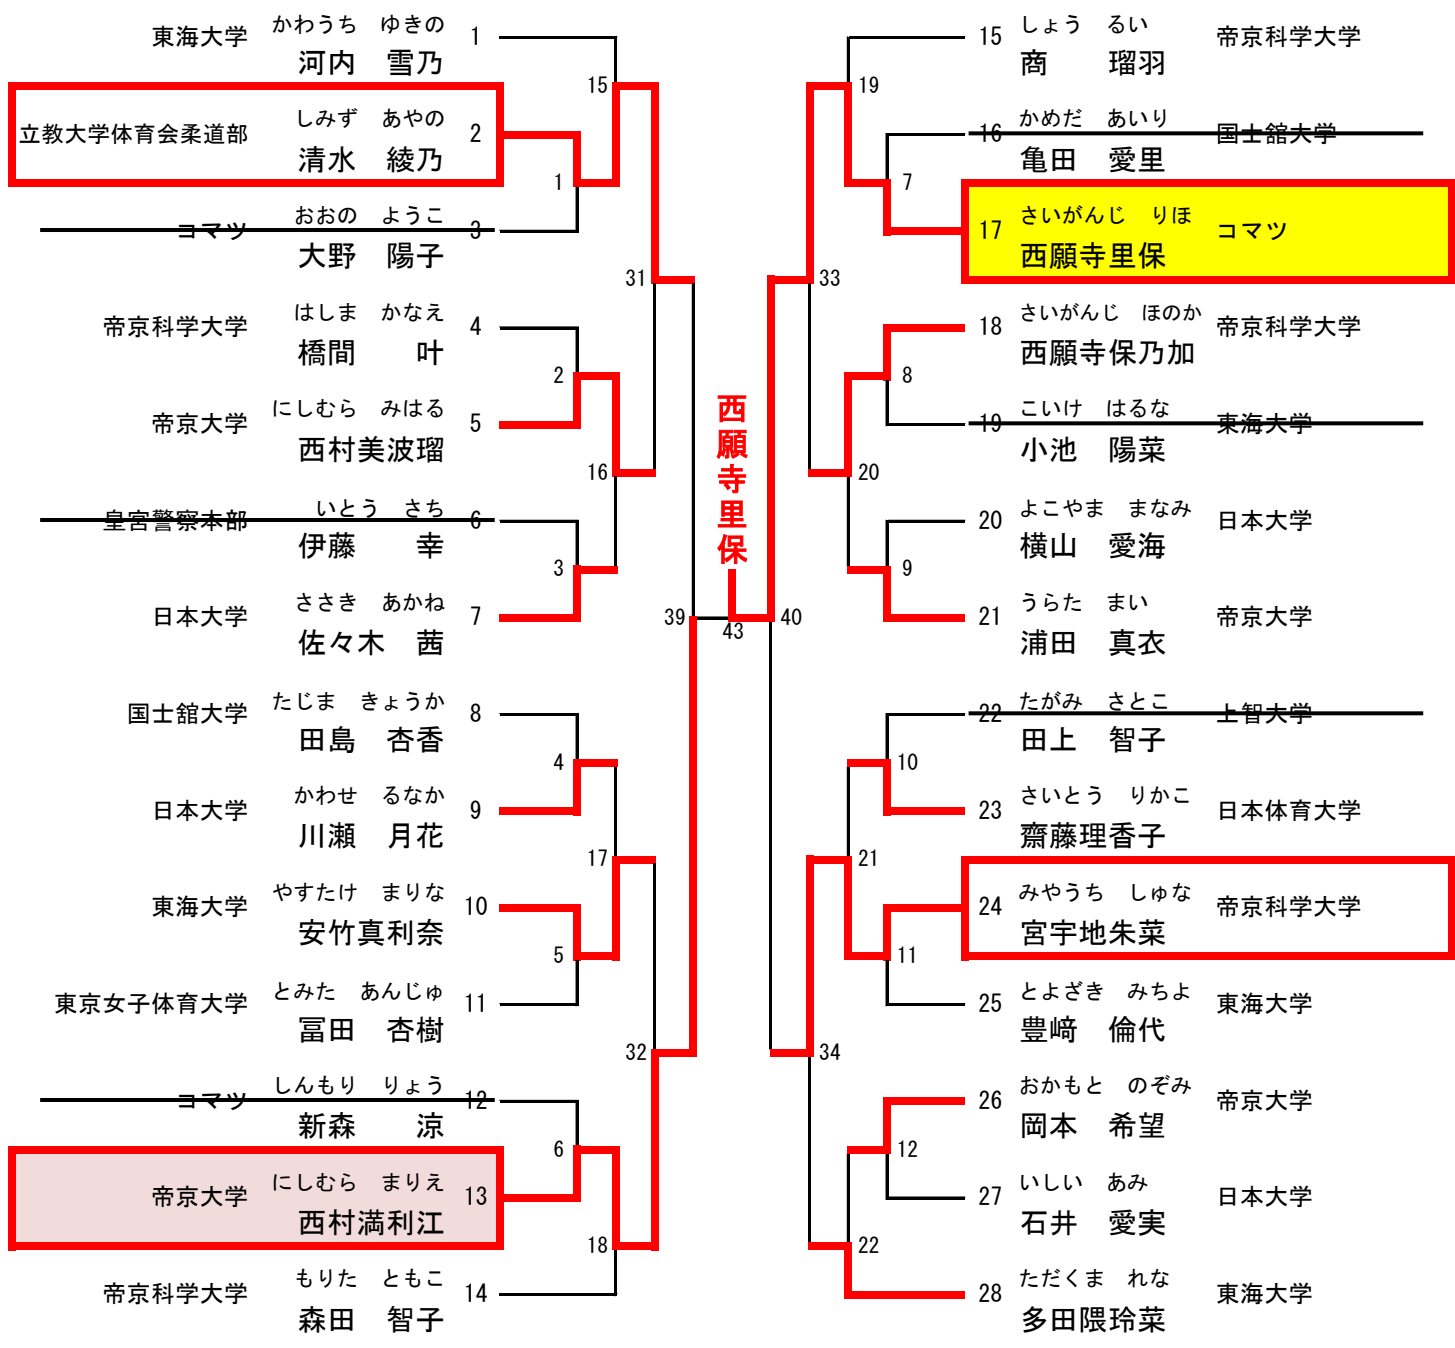 かわうち　ゆきの
東海大学 河内　雪乃 1
しみず　あやの
立教大学体育会柔道部 清水　綾乃 2
おおの　ようこ
コマツ 大野　陽子 3
はしま　かなえ
帝京科学大学 橋間　　叶 4
にしむら　みはる
帝京大学 西村美波瑠 5
いとう　さち
皇宮警察本部 伊藤　　幸 6
ささき　あかね
日本大学 佐々木　茜 7
たじま　きょうか
国士舘大学 田島　杏香 8
かわせ　るなか
日本大学 川瀬　月花 9
やすたけ　まりな
東海大学 安竹真利奈 10
とみた　あんじゅ
東京女子体育大学 冨田　杏樹 11
しんもり　りょう
コマツ 新森　　涼 12
にしむら　まりえ
帝京大学 西村満利江 13
もりた　ともこ
帝京科学大学 森田　智子 14
1
2
3
4
5
6
15
16
17
18
31
32
39
西願寺里保
43
40
33
34
19
20
21
22
7
8
9
10
11
12
しょう　るい
15 商　　瑠羽 帝京科学大学
かめだ　あいり
16 亀田　愛里 国士舘大学
さいがんじ　りほ
17 西願寺里保 コマツ
さいがんじ　ほのか
18 西願寺保乃加 帝京科学大学
こいけ　はるな
19 小池　陽菜 東海大学
よこやま　まなみ
20 横山　愛海 日本大学
うらた　まい
21 浦田　真衣 帝京大学
たがみ　さとこ
22 田上　智子 上智大学
さいとう　りかこ
23 齋藤理香子 日本体育大学
みやうち　しゅな
24 宮宇地朱菜 帝京科学大学
とよざき　みちよ
25 豊﨑　倫代 東海大学
おかもと　のぞみ
26 岡本　希望 帝京大学
いしい　あみ
27 石井　愛実 日本大学
ただくま　れな
28 多田隈玲菜 東海大学